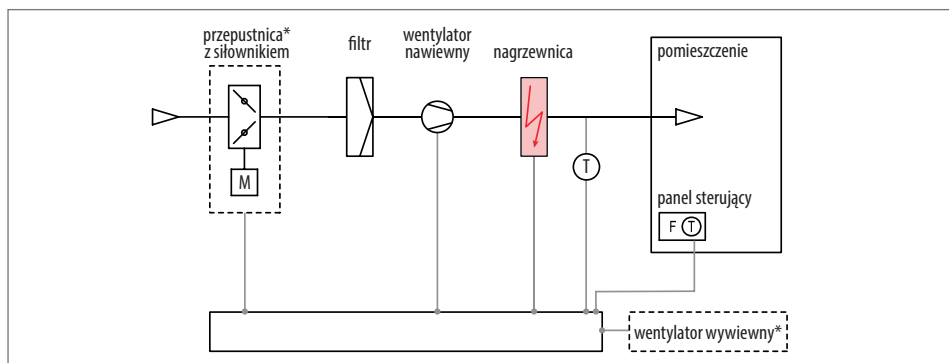 przepustnica*
z siłownikiem
filtr
wentylator
nawiewny
nagrzewnica
pomieszczenie
M
T
panel sterujący
F T
wentylator wywiewny*